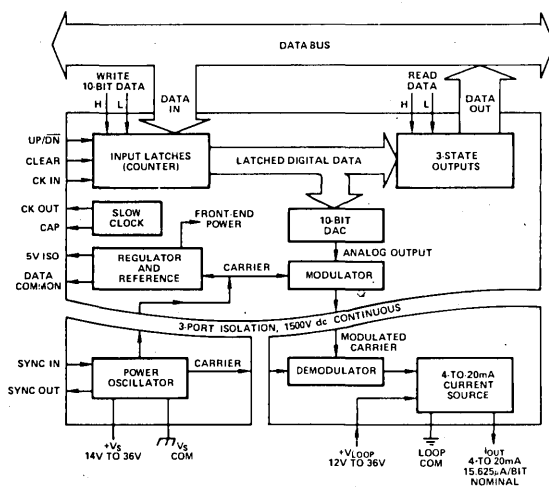 DATA BUS
WRITE
10-BIT DATA
H L
DATA
IN
READ
DATA
H L
DATA
OUT
UP/DN
CLEAR
CK IN
INPUT LATCHES
(COUNTER)
LATCHED DIGITAL DATA
3-STATE
OUTPUTS
CK OUT
CAP
SLOW
CLOCK
FRONT-END
POWER
10-BIT
DAC
ANALOG OUTPUT
5V ISO
DATA
COMMON
REGULATOR
AND
REFERENCE
CARRIER
MODULATOR
3-PORT ISOLATION, 1500V dc CONTINUOUS
MODULATED
CARRIER
SYNC IN
SYNC OUT
POWER
OSCILLATOR
CARRIER
DEMODULATOR
4-TO-20mA
CURRENT
SOURCE
+VS
14V TO 36V
VS
COM
+VLOOP
12V TO 36V
LOOP
COM
IOUT
4-TO-20mA
15.625µA/BIT
NOMINAL